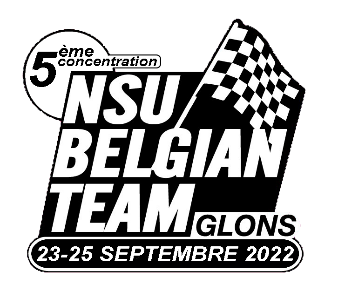 5ème
concentration
NSU
BELGIAN
TEAM
GLONS
23-25 SEPTEMBRE 2022